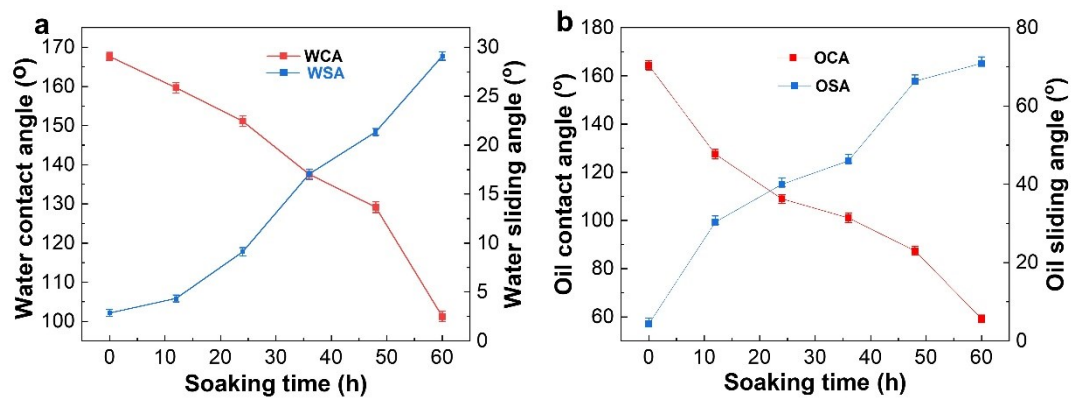 a
Water contact angle (º)
170
160
150
140
130
120
110
100
WCA
WSA
30
25
20
15
10
5
0
Water sliding angle (º)
0 10 20 30 40 50 60
Soaking time (h)
b
Oil contact angle (º)
180
160
140
120
100
80
60
OCA
OSA
80
60
40
20
0
Oil sliding angle (º)
0 10 20 30 40 50 60
Soaking time (h)